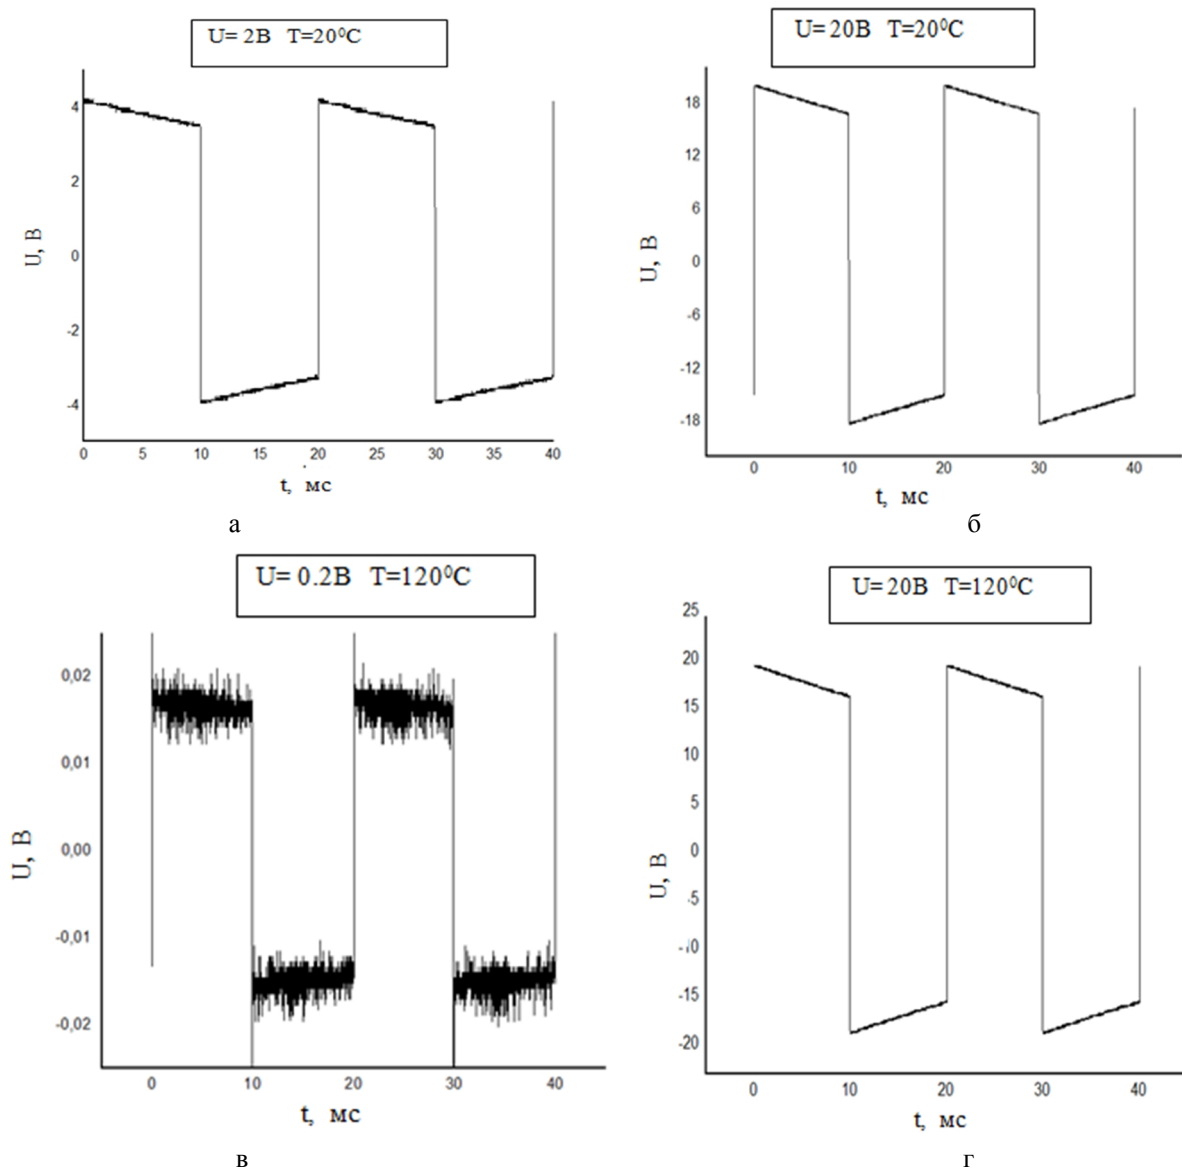 U= 2В T=20⁰C
4
2
0
-2
-4
U, В
0 5 10 15 20 25 30 35 40
t, мс
а
U= 20В T=20⁰C
18
12
6
0
-6
-12
-18
U, В
0 10 20 30 40
t, мс
б
U= 0.2В T=120⁰C
0,02
0,01
0,00
-0,01
-0,02
U, В
0 10 20 30 40
t, мс
в
U= 20В T=120⁰C
25
20
15
10
5
0
-5
-10
-15
-20
U, В
0 10 20 30 40
t, мс
г